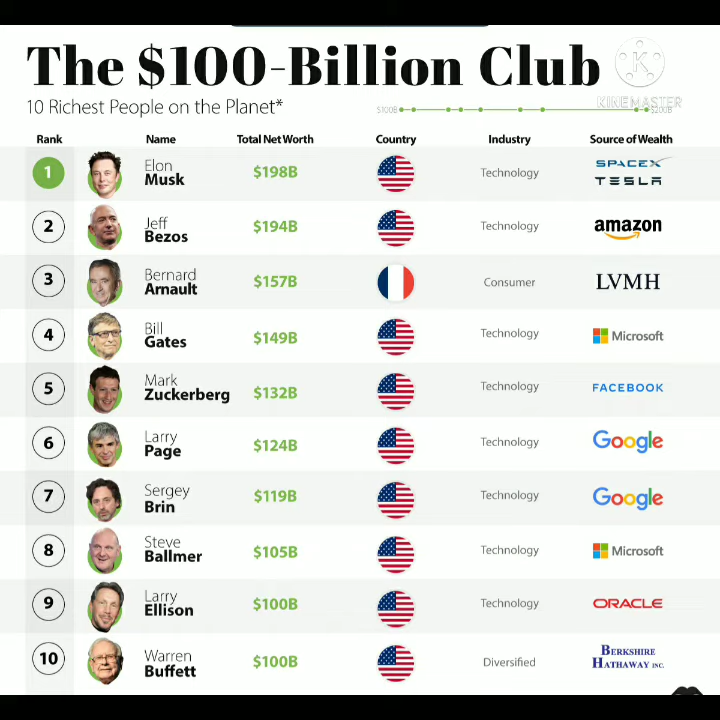 The $100-Billion Club
K
KINEMASTER
10 Richest People on the Planet*
$100B $200B
Rank Name Total Net Worth Country Industry Source of Wealth
1 Elon Musk $198B Technology SPACEX TESLA
2 Jeff Bezos $194B Technology amazon
3 Bernard Arnault $157B Consumer LVMH
4 Bill Gates $149B Technology Microsoft
5 Mark Zuckerberg $132B Technology FACEBOOK
6 Larry Page $124B Technology Google
7 Sergey Brin $119B Technology Google
8 Steve Ballmer $105B Technology Microsoft
9 Larry Ellison $100B Technology ORACLE
10 Warren Buffett $100B Diversified BERKSHIRE HATHAWAY INC.